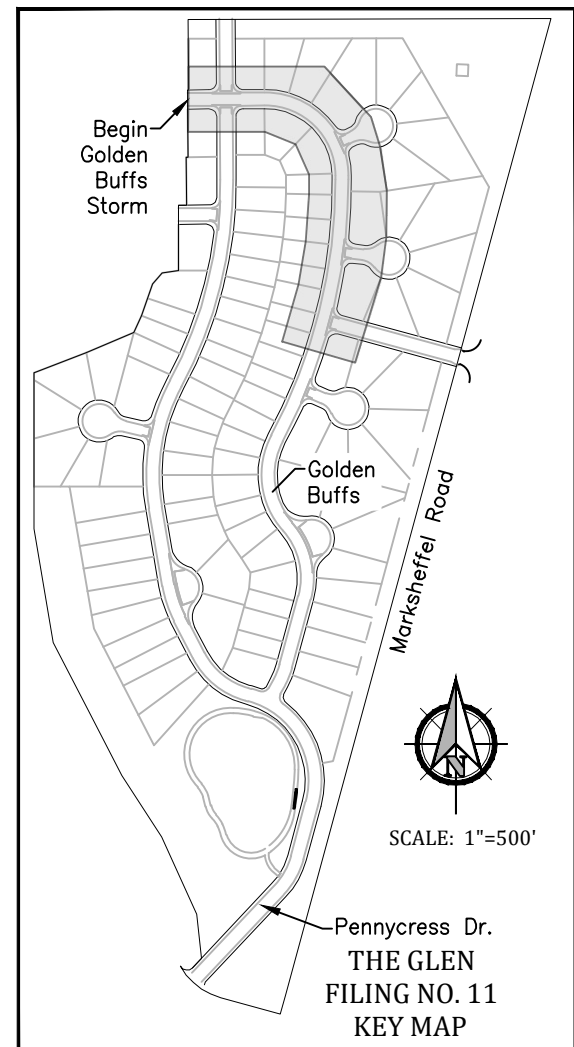 Begin
Golden
Buffs
Storm
Golden
Buffs
Marksheffel Road
N
SCALE: 1"=500'
Pennycress Dr.
THE GLEN
FILING NO. 11
KEY MAP